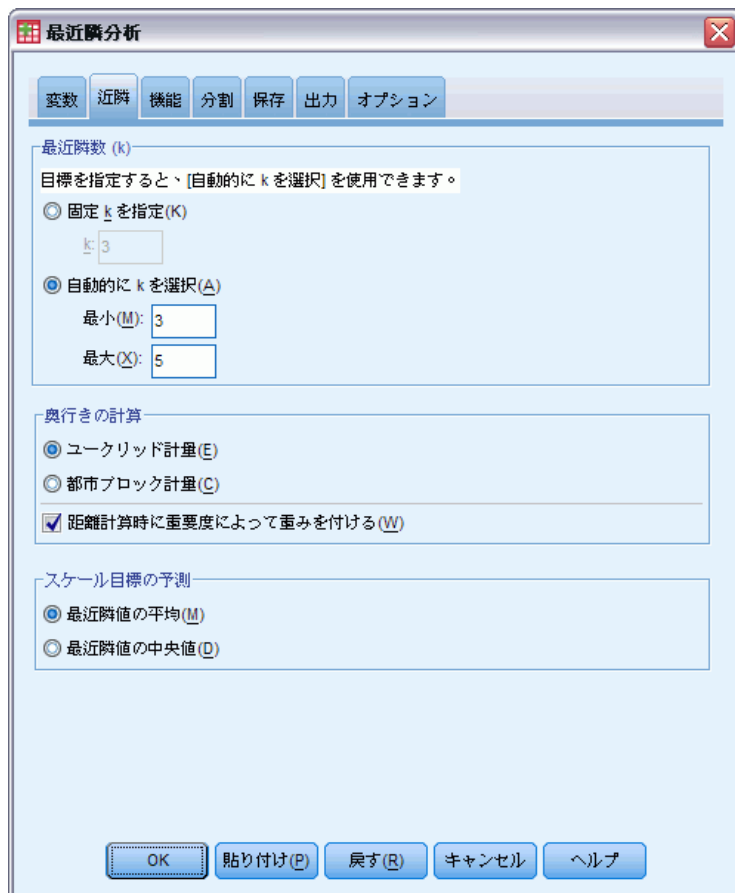 最近隣分析
変数 近隣 機能 分割 保存 出力 オプション
最近隣数 (k)
目標を指定すると、[自動的に k を選択] を使用できます。
固定 k を指定(K)
k: 3
自動的に k を選択(A)
最小(M): 3
最大(X): 5
奥行きの計算
ユークリッド計量(E)
都市ブロック計量(C)
距離計算時に重要度によって重みを付ける(W)
スケール目標の予測
最近隣値の平均(M)
最近隣値の中央値(D)
OK 貼り付け(P) 戻す(R) キャンセル ヘルプ